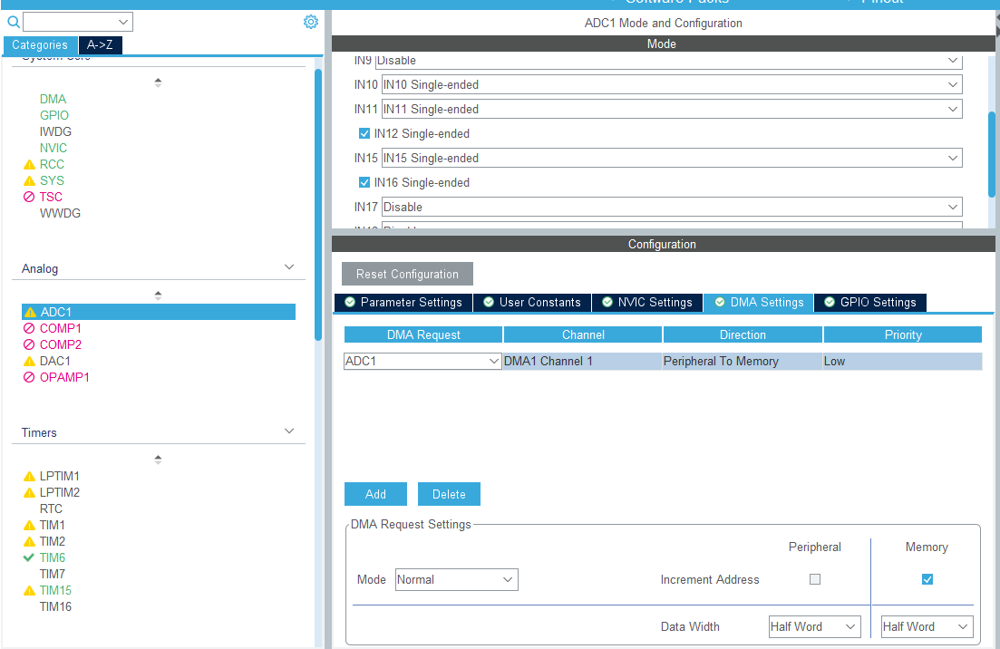 Software Packs
Pinout
Categories
A->Z
System Core
DMA
GPIO
IWDG
NVIC
RCC
SYS
TSC
WWDG
Analog
ADC1
COMP1
COMP2
DAC1
OPAMP1
Timers
LPTIM1
LPTIM2
RTC
TIM1
TIM2
TIM6
TIM7
TIM15
TIM16
ADC1 Mode and Configuration
Mode
IN9 Disable
IN10 IN10 Single-ended
IN11 IN11 Single-ended
IN12 Single-ended
IN15 IN15 Single-ended
IN16 Single-ended
IN17 Disable
Configuration
Reset Configuration
Parameter Settings User Constants NVIC Settings DMA Settings GPIO Settings
DMA Request Channel Direction Priority
ADC1 DMA1 Channel 1 Peripheral To Memory Low
Add Delete
DMA Request Settings
Peripheral Memory
Mode Normal Increment Address
Data Width Half Word Half Word